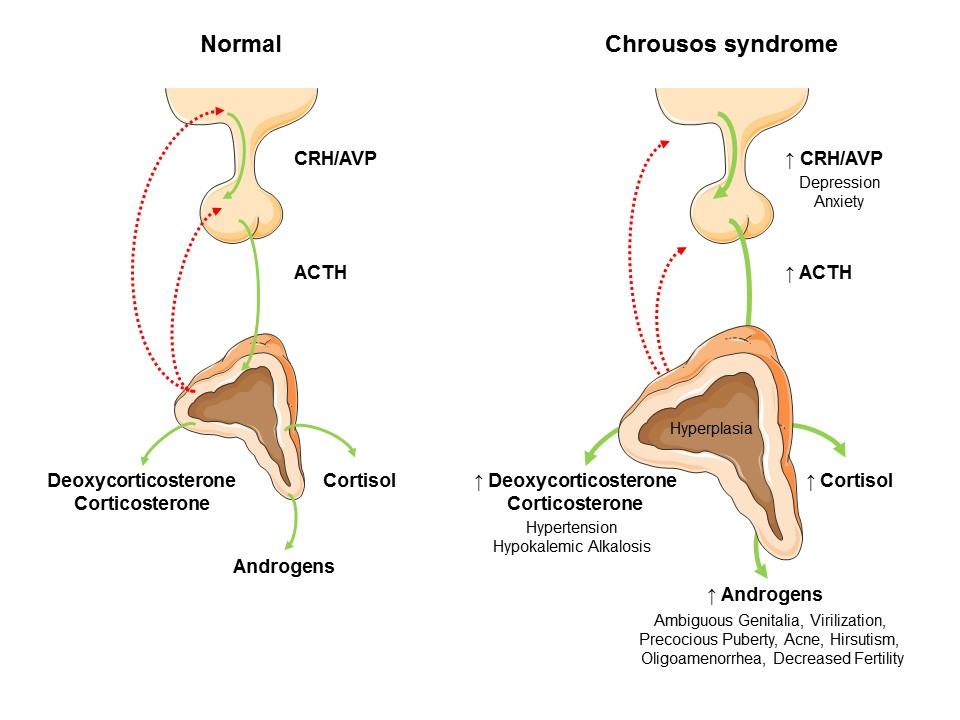 Normal
CRH/AVP
ACTH
Deoxycorticosterone
Corticosterone
Cortisol
Androgens
Chrousos syndrome
↑ CRH/AVP
Depression
Anxiety
↑ ACTH
Hyperplasia
↑ Deoxycorticosterone
Corticosterone
Hypertension
Hypokalemic Alkalosis
↑ Cortisol
↑ Androgens
Ambiguous Genitalia, Virilization,
Precocious Puberty, Acne, Hirsutism,
Oligoamenorrhea, Decreased Fertility